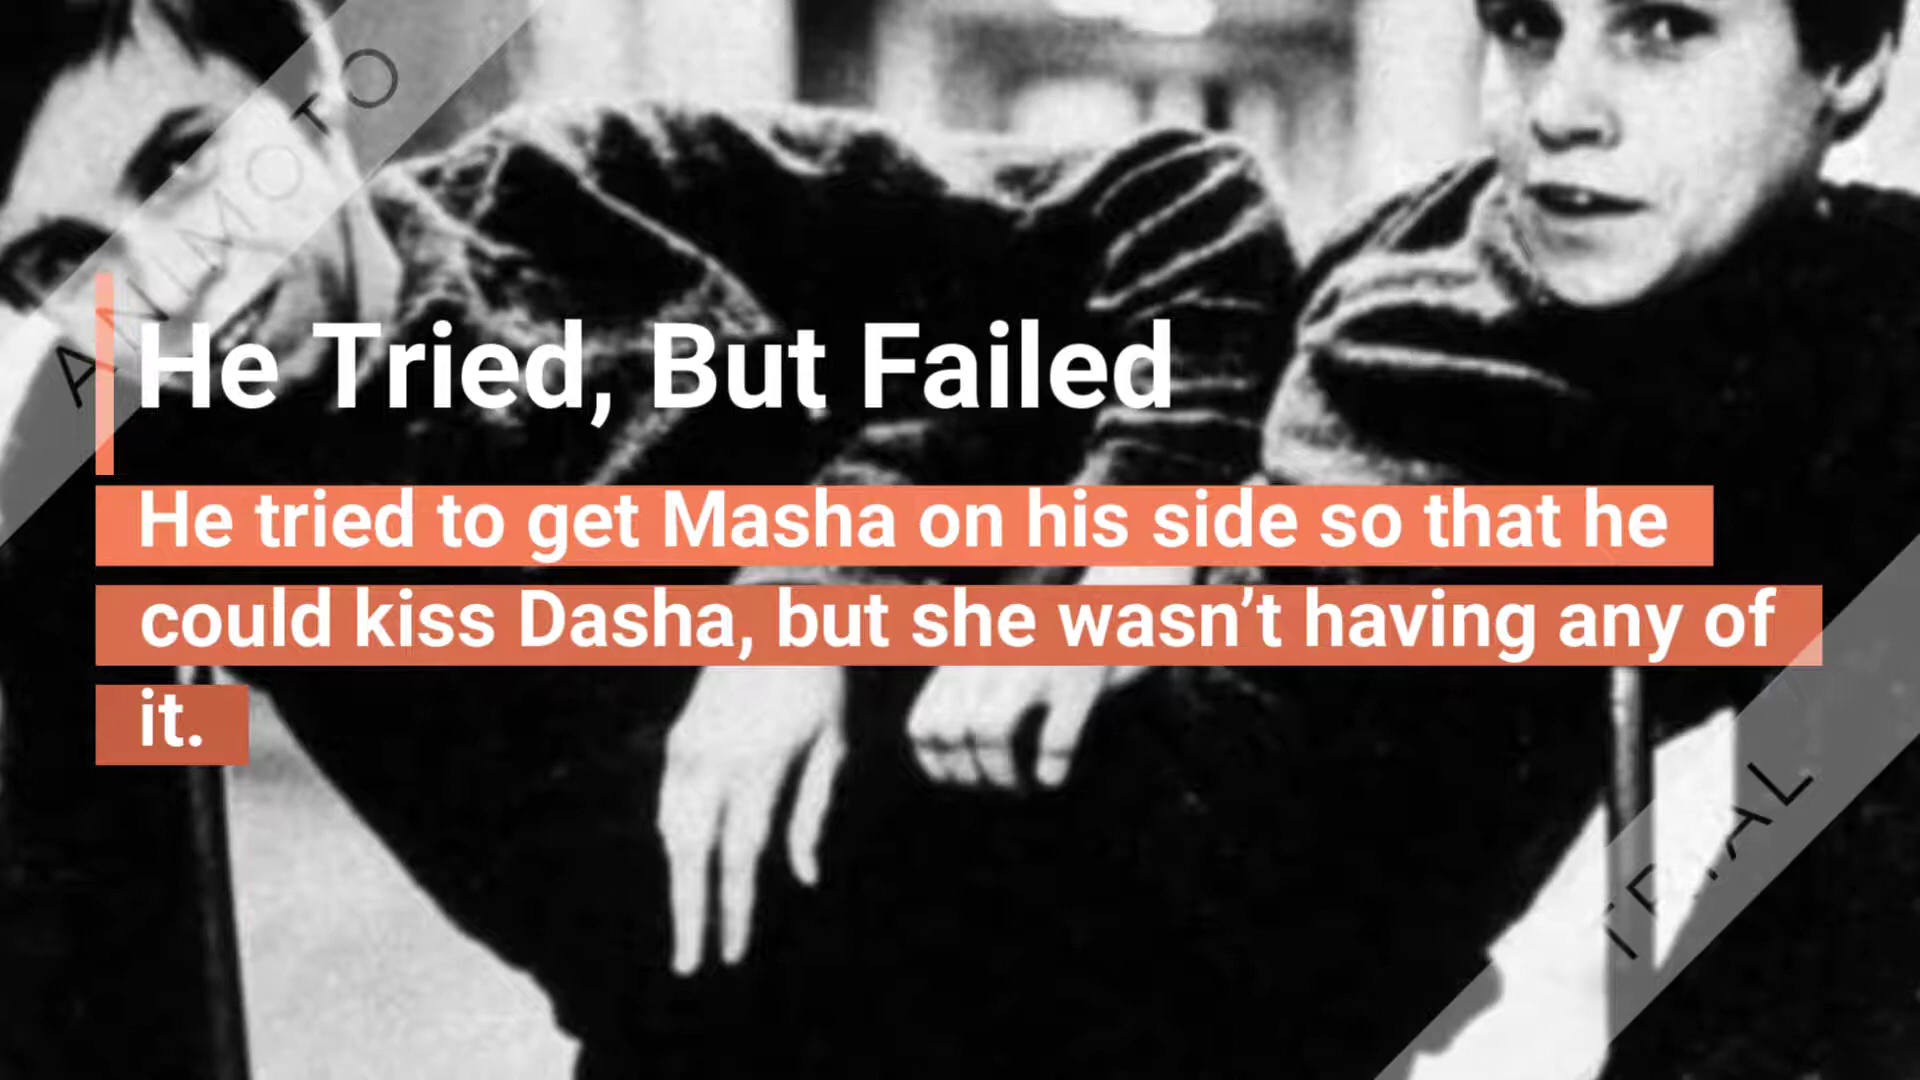 ANIMOTO
He Tried, But Failed
He tried to get Masha on his side so that he
could kiss Dasha, but she wasn’t having any of
it.
TRIAL